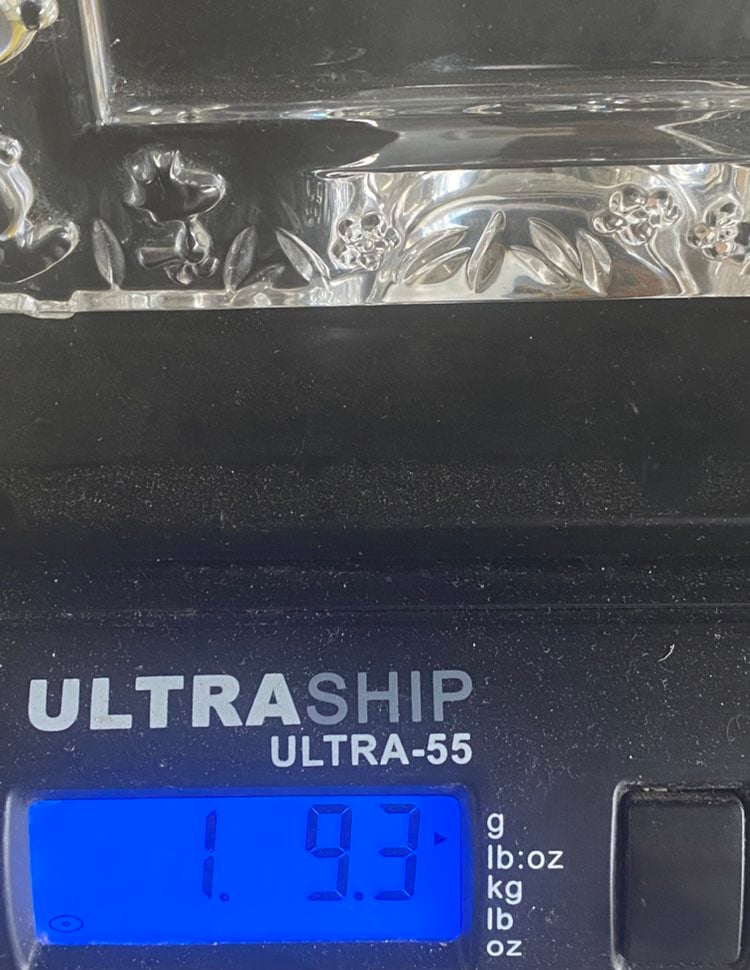 ULTRASHIP
ULTRA-55
1. 9.3
g
lb:oz
kg
lb
oz